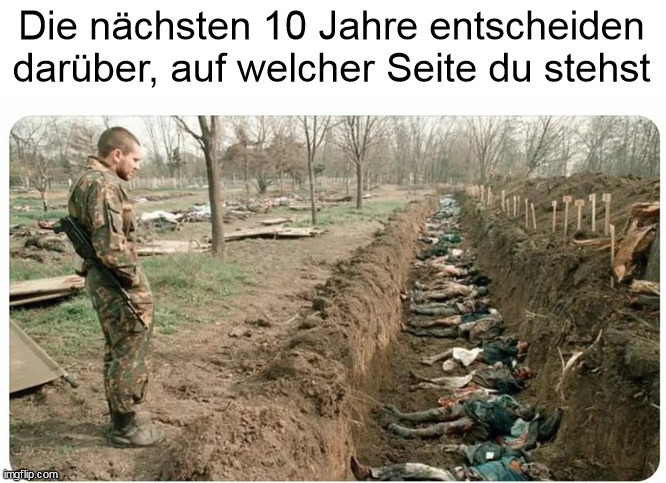 Die nächsten 10 Jahre entscheiden
darüber, auf welcher Seite du stehst
imgflip.com